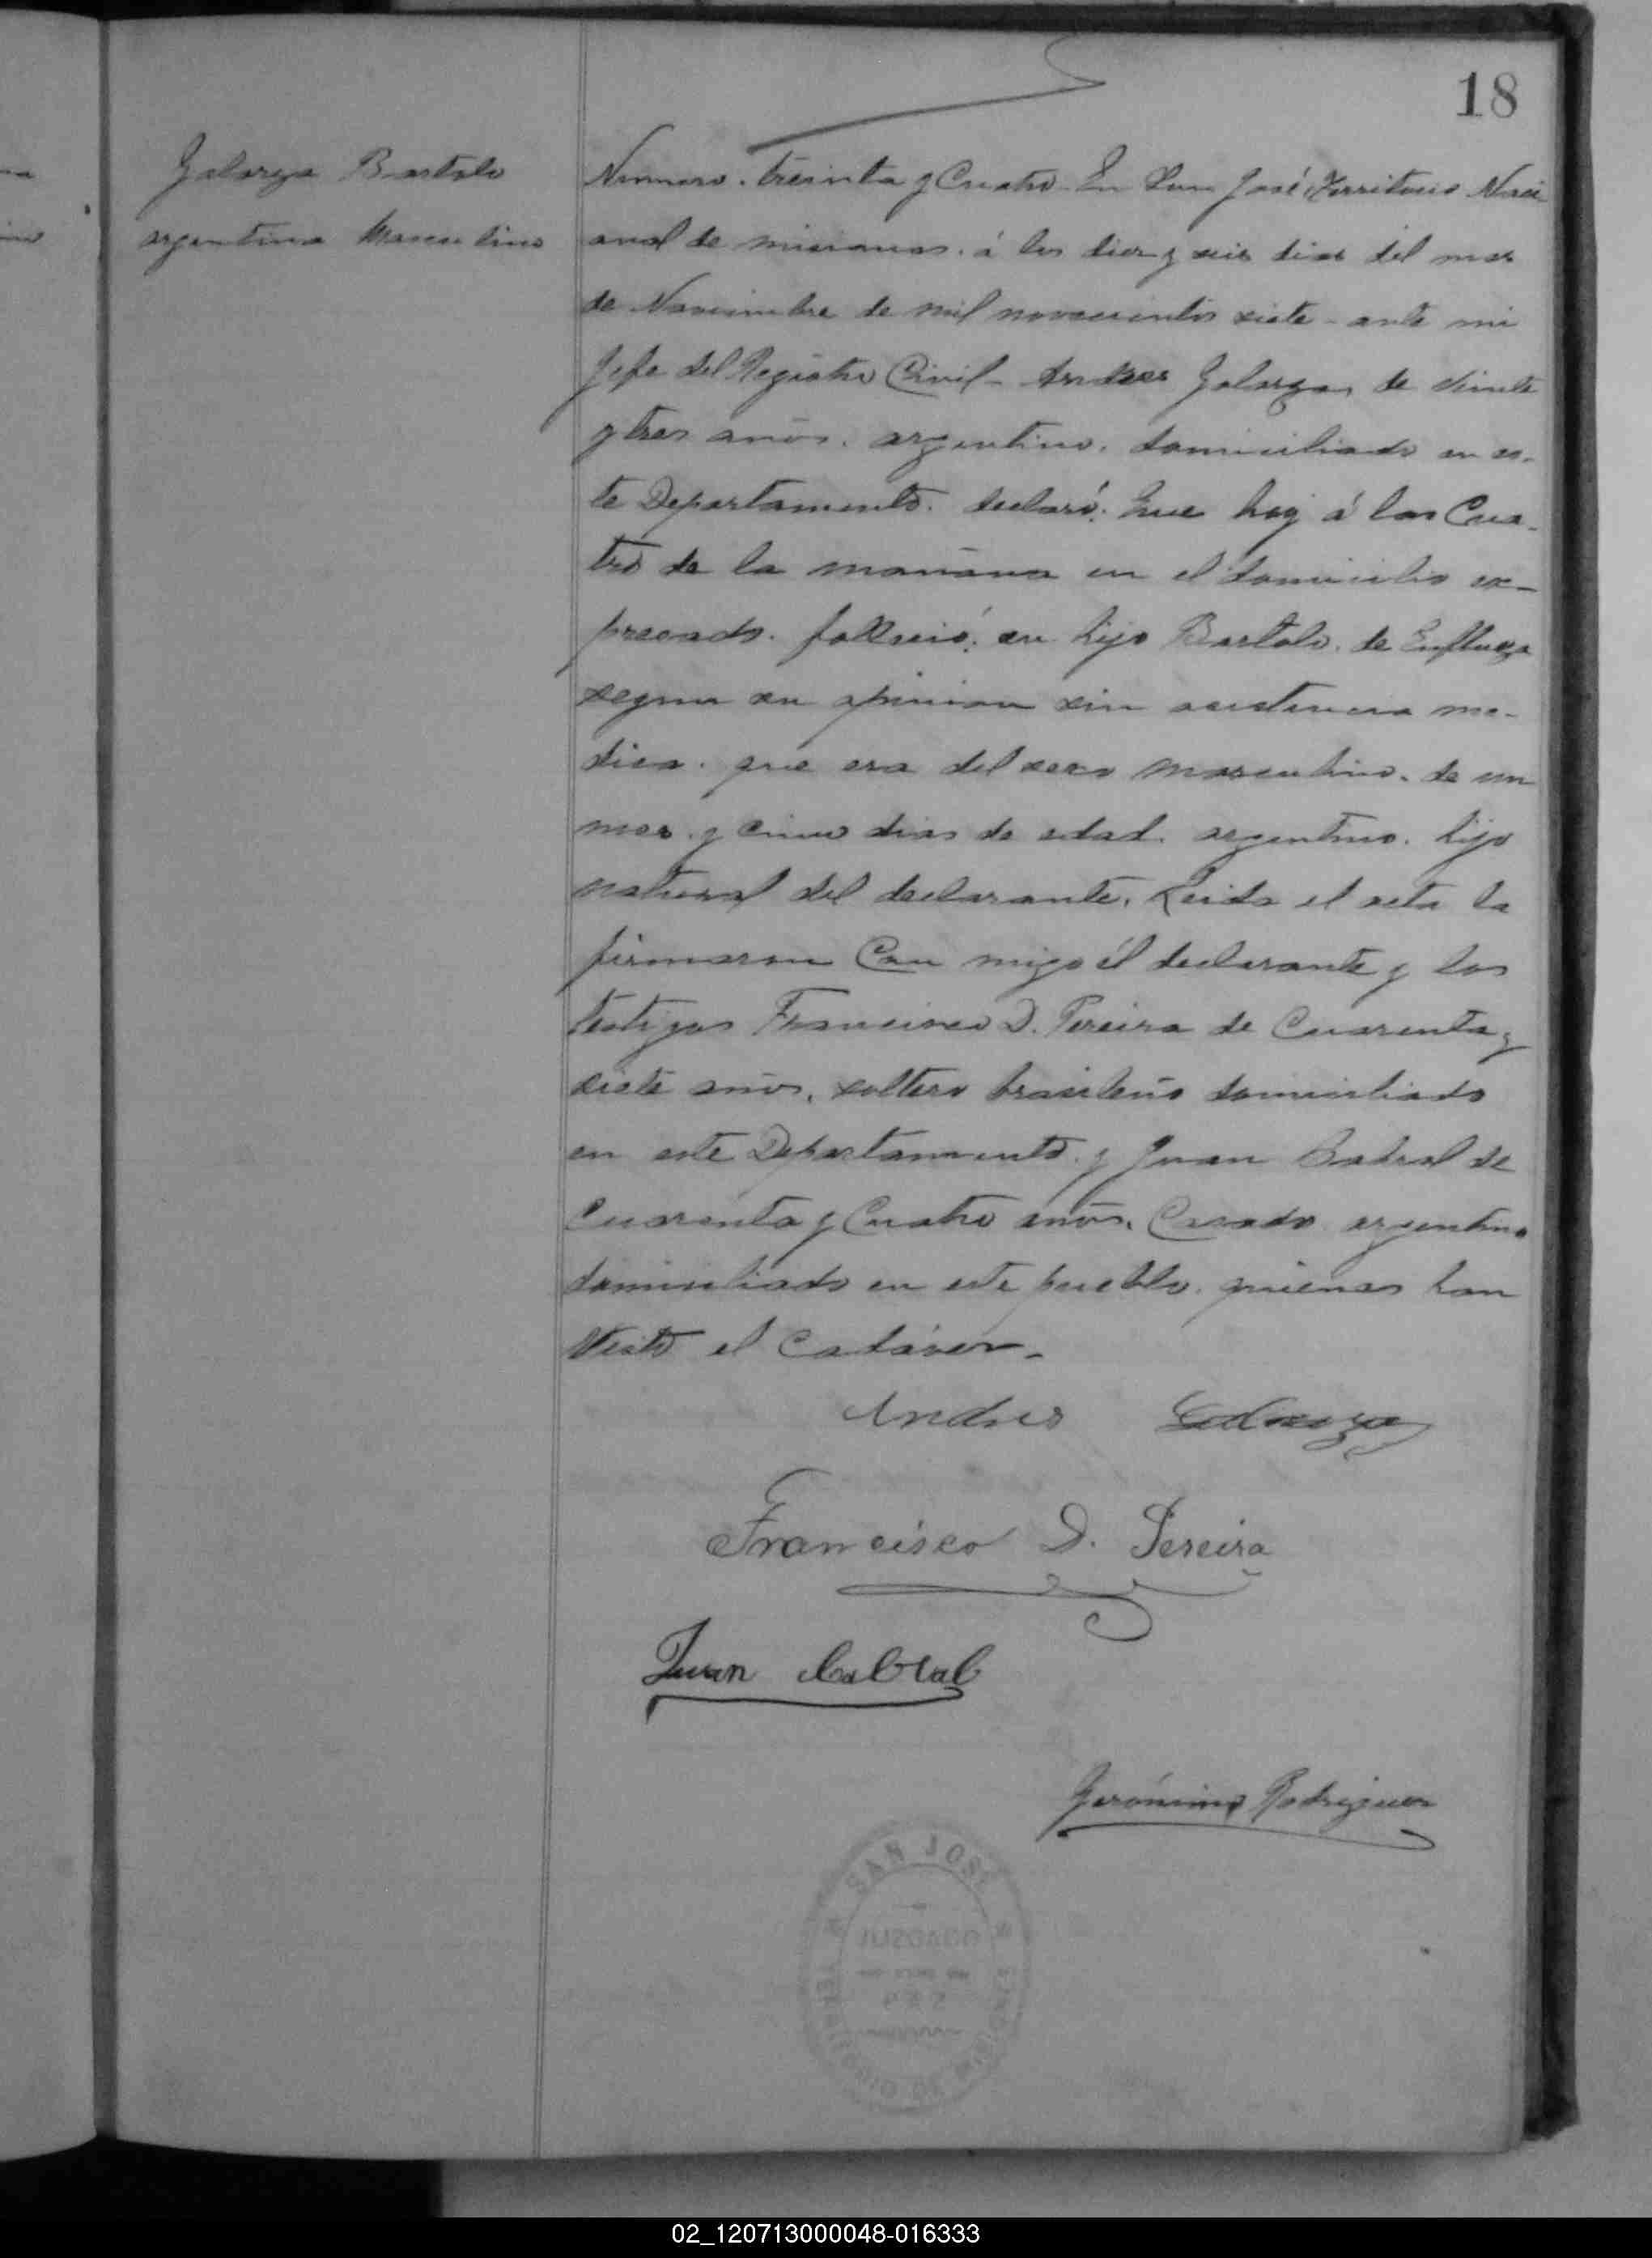 18
Galarza Bartolo
argentino Masculino
Numero treinta y Cuatro En San José, Territorio Naci-
onal de misiones. á los diez y seis dias del mes
de Noviembre de mil novecientos siete - ante mi
Jefe del Registro Civil - Andres Galarza, de veinte
y tres años. argentino. domiciliado en es-
te Departamento. declaró: Que hoy á las Cua-
tro de la mañana en el domicilio ex-
presado. falleció: su hijo Bartolo. de
segun su opinion sin asistencia me-
dica. que era del sexo masculino. de un
mes y cinco dias de edad. argentino. hijo
natural del declarante. Leida el acta la
firmaron Con migo él declarante y los
testigos Francisco D. Pereira de Cuarenta y
siete años, soltero brasileño domiciliado
en este Departamento y Juan Cabral de
Cuarenta y Cuatro años, Casado argentino
domiciliado en este pueblo. quienes han
visto el Cadáver.-
Andres Galarza
Francisco D. Pereira
Juan Cabral
Gerónimo Rodriguez
SAN JOSE
JUZGADO
PAZ
TERRITORIO DE MISIONES
02_120713000048-016333